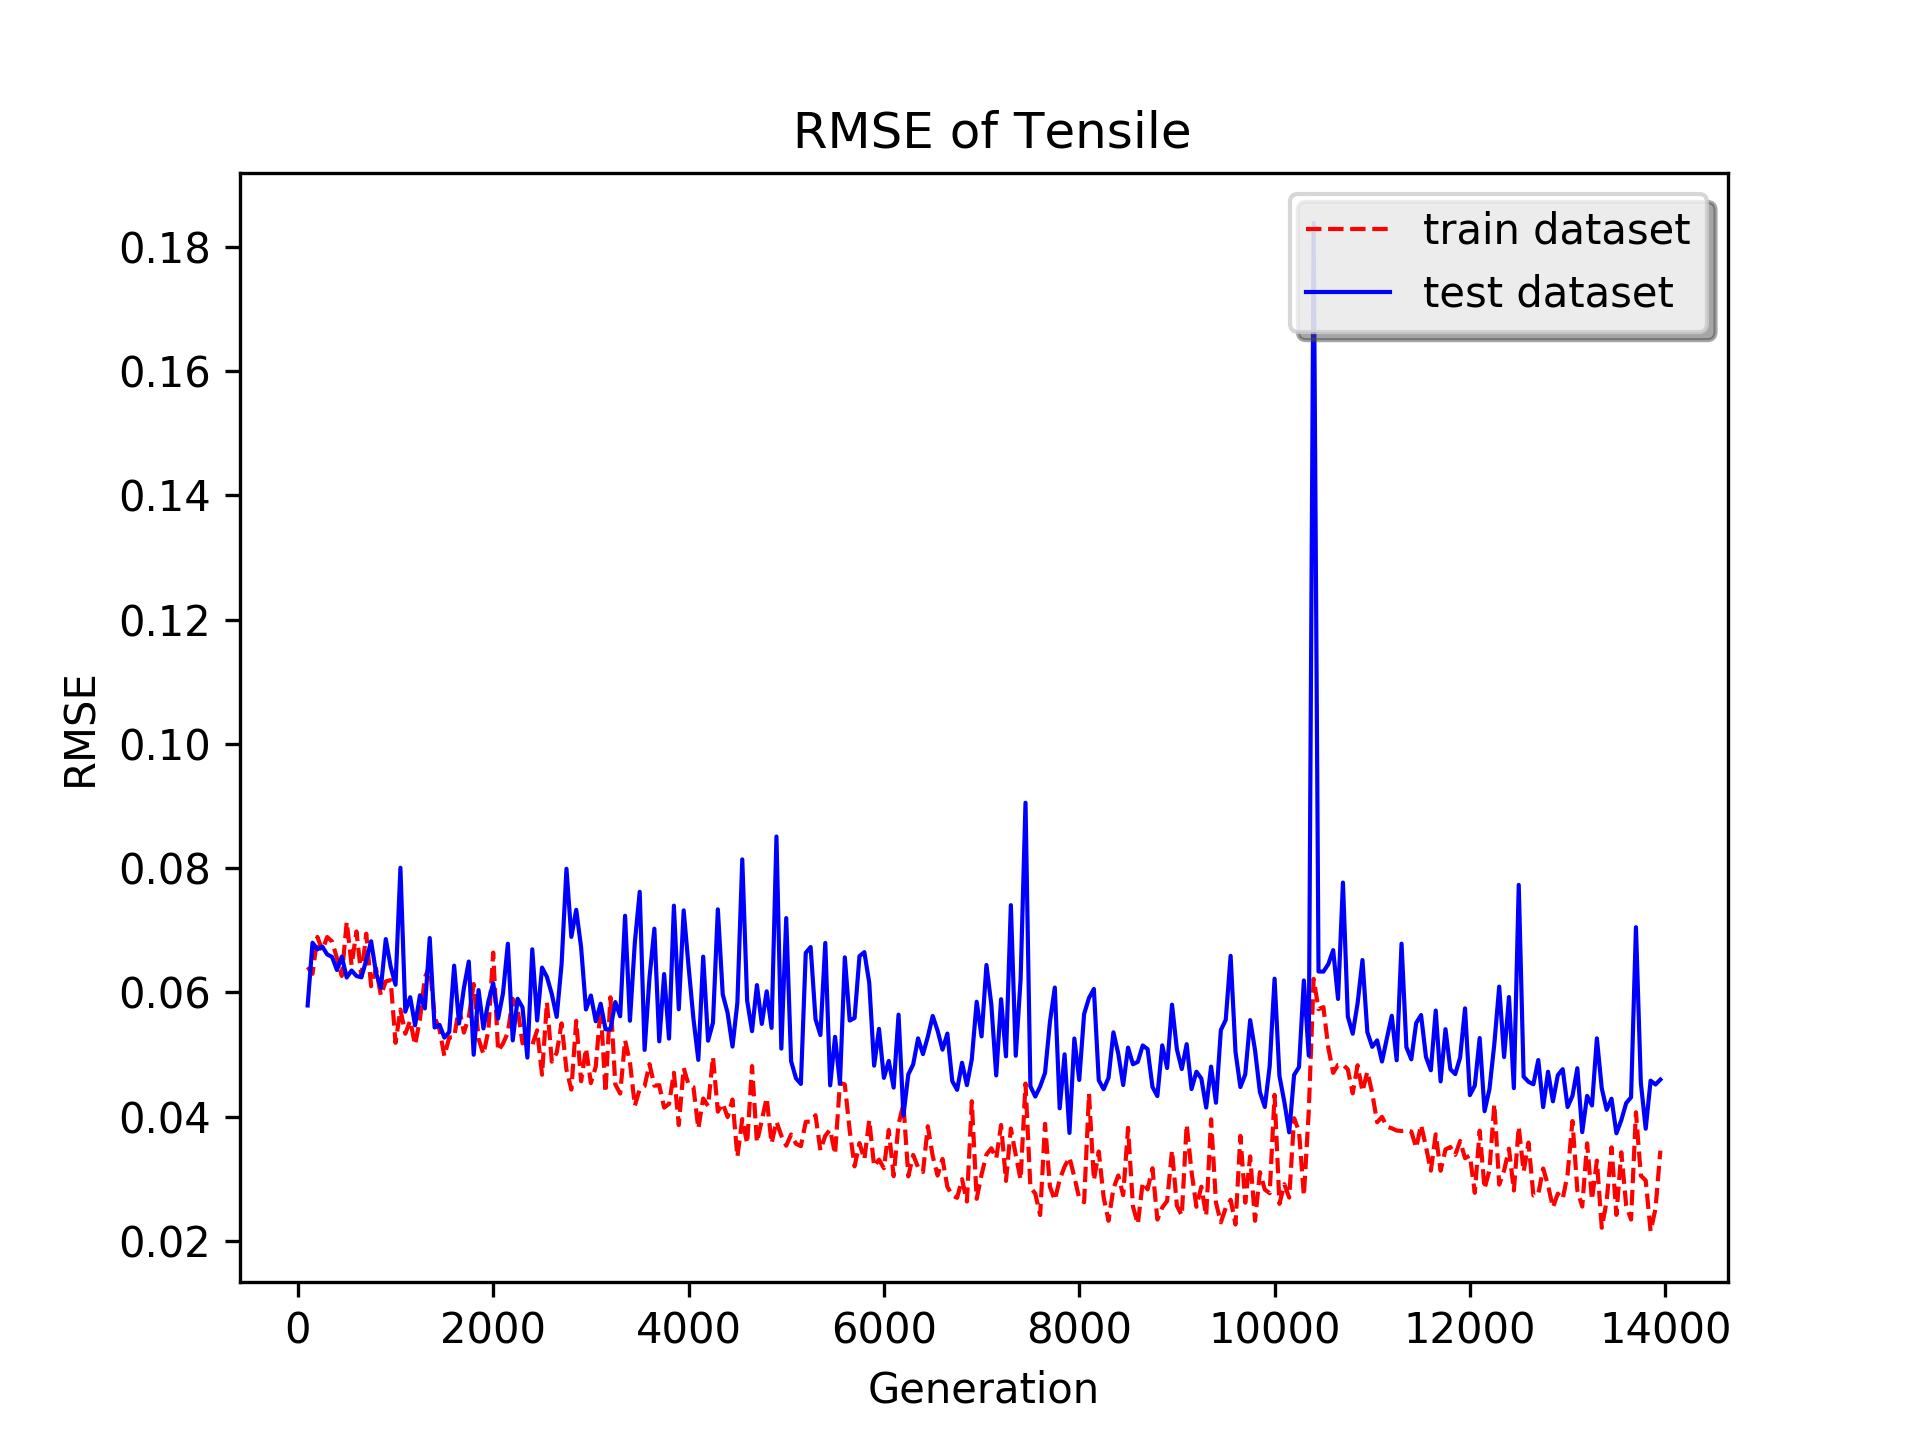 RMSE of Tensile
train dataset
test dataset
0.18
0.16
0.14
0.12
0.10
0.08
0.06
0.04
0.02
RMSE
0 2000 4000 6000 8000 10000 12000 14000
Generation